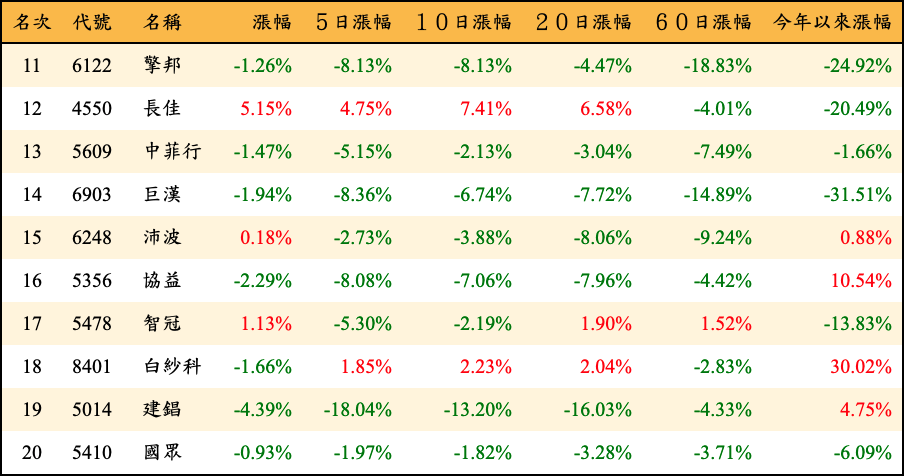 名次 代號 名稱 漲幅 ５日漲幅 １０日漲幅 ２０日漲幅 ６０日漲幅 今年以來漲幅
11 6122 擎邦 -1.26% -8.13% -8.13% -4.47% -18.83% -24.92%
12 4550 長佳 5.15% 4.75% 7.41% 6.58% -4.01% -20.49%
13 5609 中菲行 -1.47% -5.15% -2.13% -3.04% -7.49% -1.66%
14 6903 巨漢 -1.94% -8.36% -6.74% -7.72% -14.89% -31.51%
15 6248 沛波 0.18% -2.73% -3.88% -8.06% -9.24% 0.88%
16 5356 協益 -2.29% -8.08% -7.06% -7.96% -4.42% 10.54%
17 5478 智冠 1.13% -5.30% -2.19% 1.90% 1.52% -13.83%
18 8401 白紗科 -1.66% 1.85% 2.23% 2.04% -2.83% 30.02%
19 5014 建錩 -4.39% -18.04% -13.20% -16.03% -4.33% 4.75%
20 5410 國眾 -0.93% -1.97% -1.82% -3.28% -3.71% -6.09%